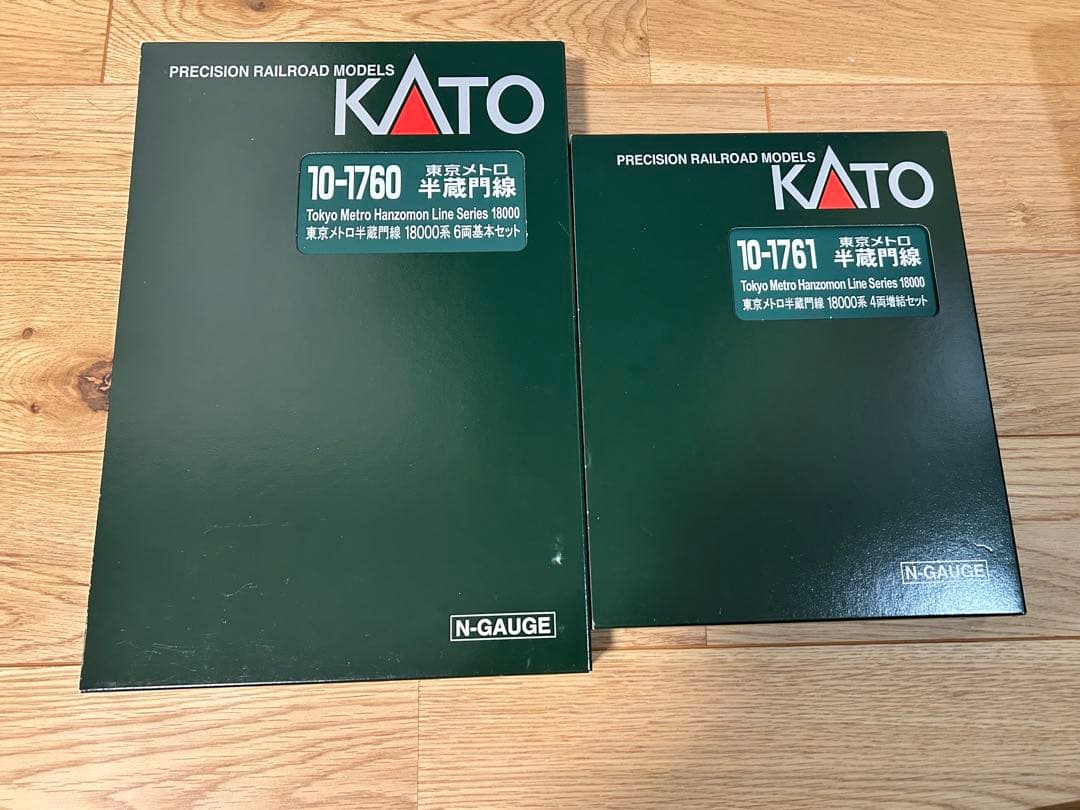 PRECISION RAILROAD MODELS
KATO
10-1760 東京メトロ 半蔵門線
Tokyo Metro Hanzomon Line Series 18000
東京メトロ半蔵門線 18000系 6両基本セット
N-GAUGE
PRECISION RAILROAD MODELS
KATO
10-1761 東京メトロ 半蔵門線
Tokyo Metro Hanzomon Line Series 18000
東京メトロ半蔵門線 18000系 4両増結セット
N-GAUGE